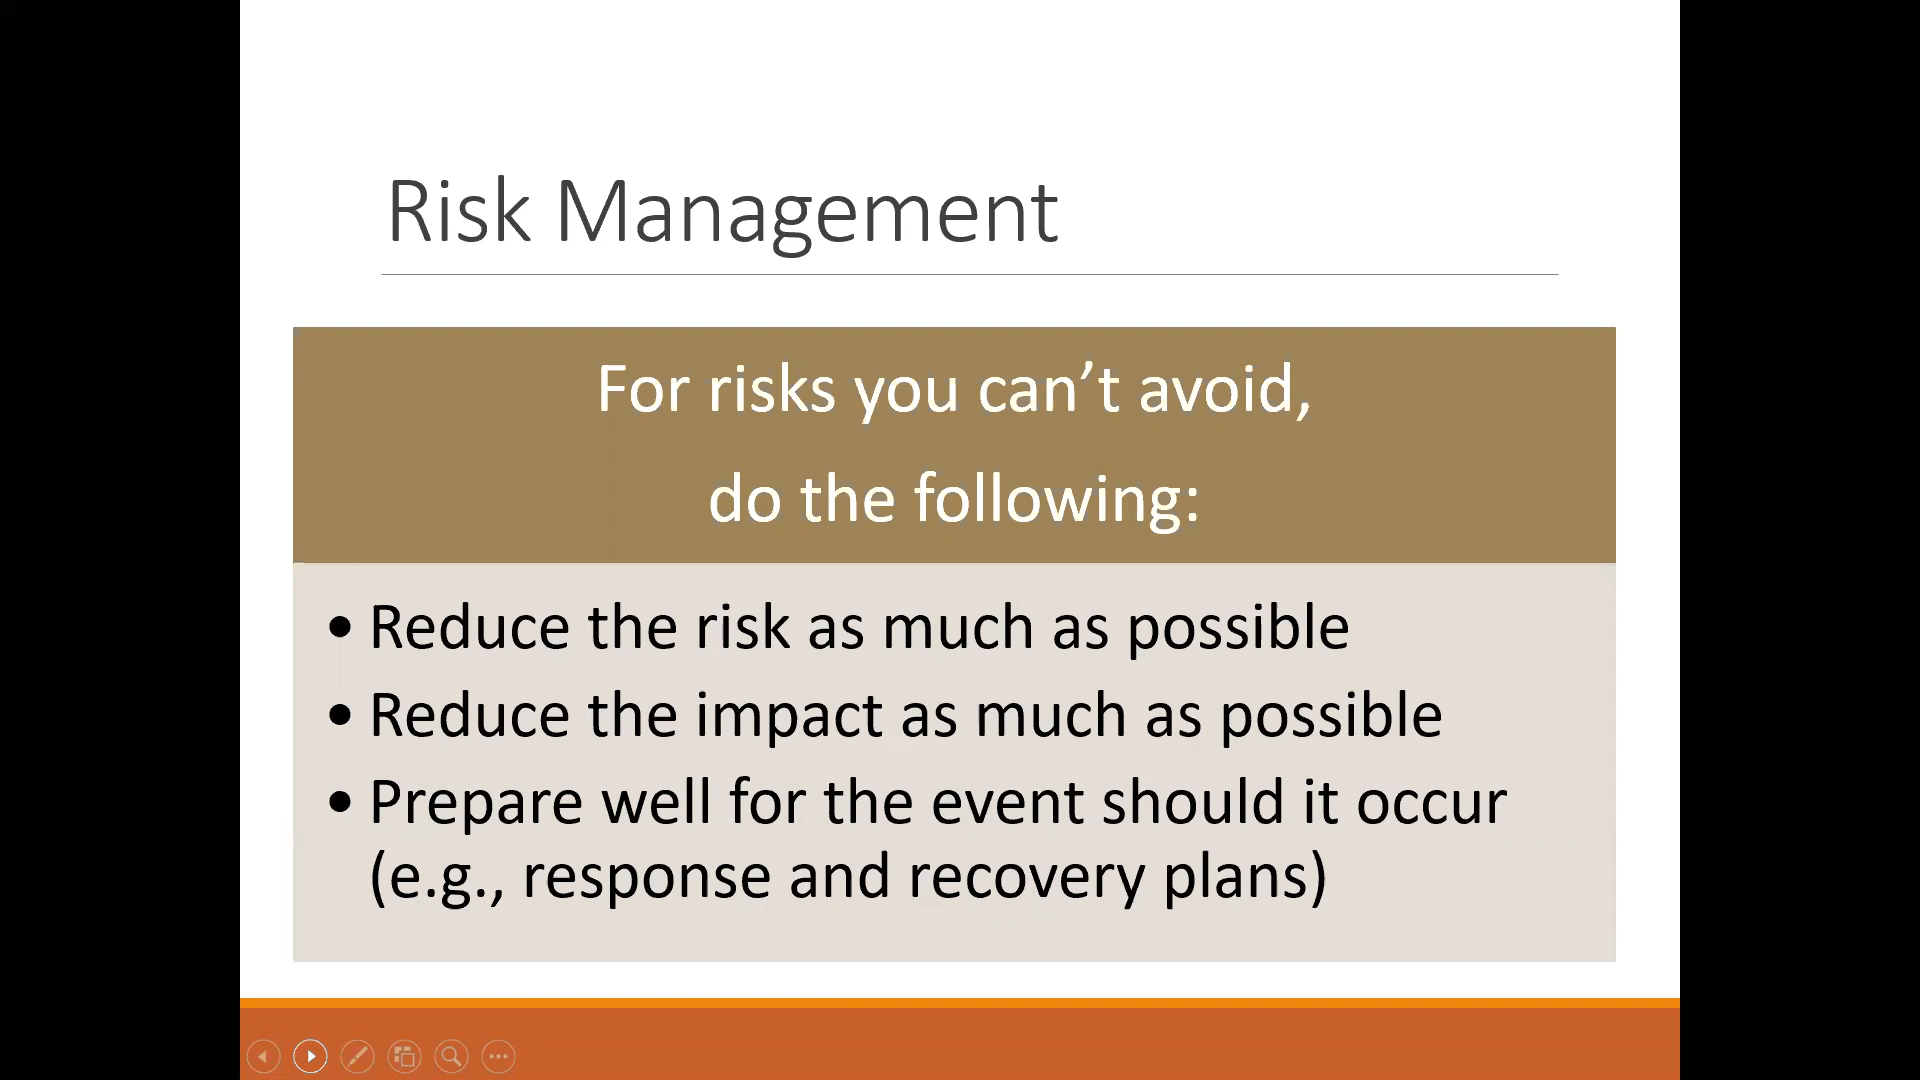 Risk Management
For risks you can’t avoid,
do the following:
• Reduce the risk as much as possible
• Reduce the impact as much as possible
• Prepare well for the event should it occur
(e.g., response and recovery plans)